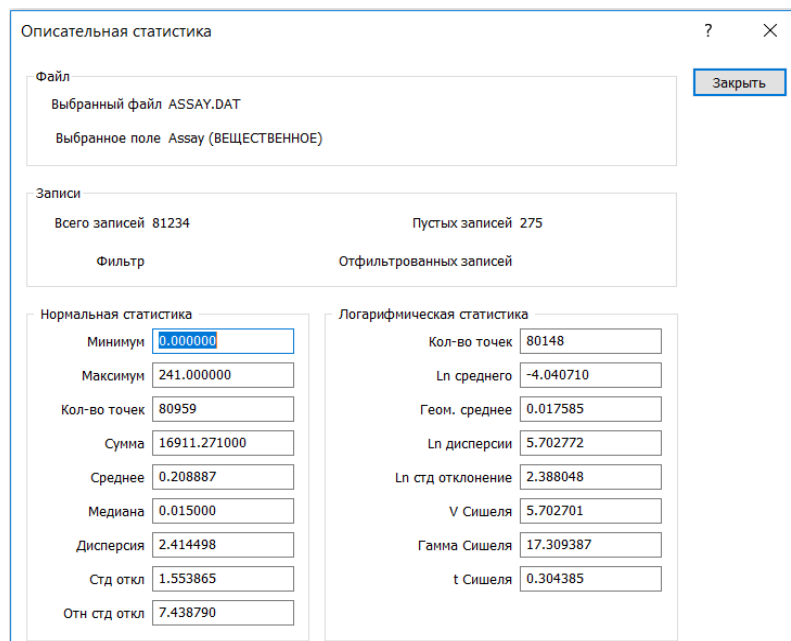 Описательная статистика ? ×
Файл
Закрыть
Выбранный файл ASSAY.DAT
Выбранное поле Assay (ВЕЩЕСТВЕННОЕ)
Записи
Всего записей 81234 Пустых записей 275
Фильтр Отфильтрованных записей
Нормальная статистика
Минимум 0.000000
Максимум 241.000000
Кол-во точек 80959
Сумма 16911.271000
Среднее 0.208887
Медиана 0.015000
Дисперсия 2.414498
Стд откл 1.553865
Отн стд откл 7.438790
Логарифмическая статистика
Кол-во точек 80148
Ln среднего -4.040710
Геом. среднее 0.017585
Ln дисперсии 5.702772
Ln стд отклонение 2.388048
V Сишеля 5.702701
Гамма Сишеля 17.309387
t Сишеля 0.304385